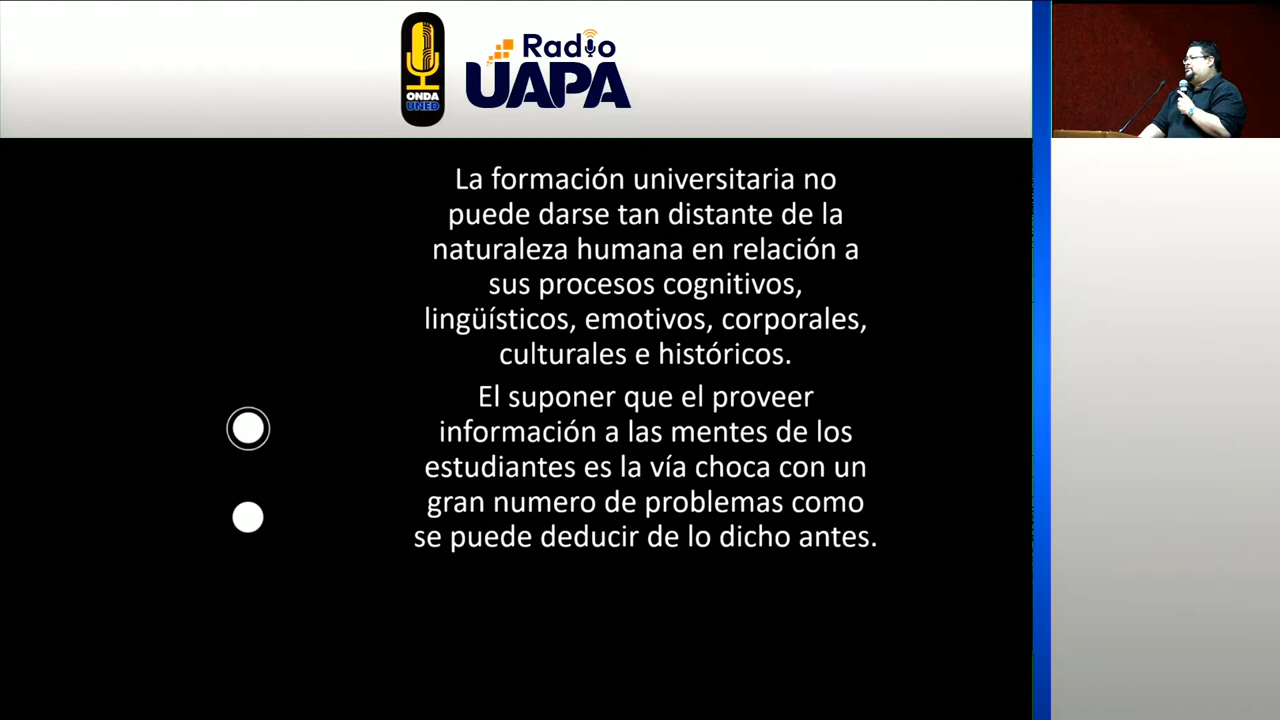 ONDA
UNED
Radio
UAPA
La formación universitaria no
puede darse tan distante de la
naturaleza humana en relación a
sus procesos cognitivos,
lingüísticos, emotivos, corporales,
culturales e históricos.
El suponer que el proveer
información a las mentes de los
estudiantes es la vía choca con un
gran numero de problemas como
se puede deducir de lo dicho antes.